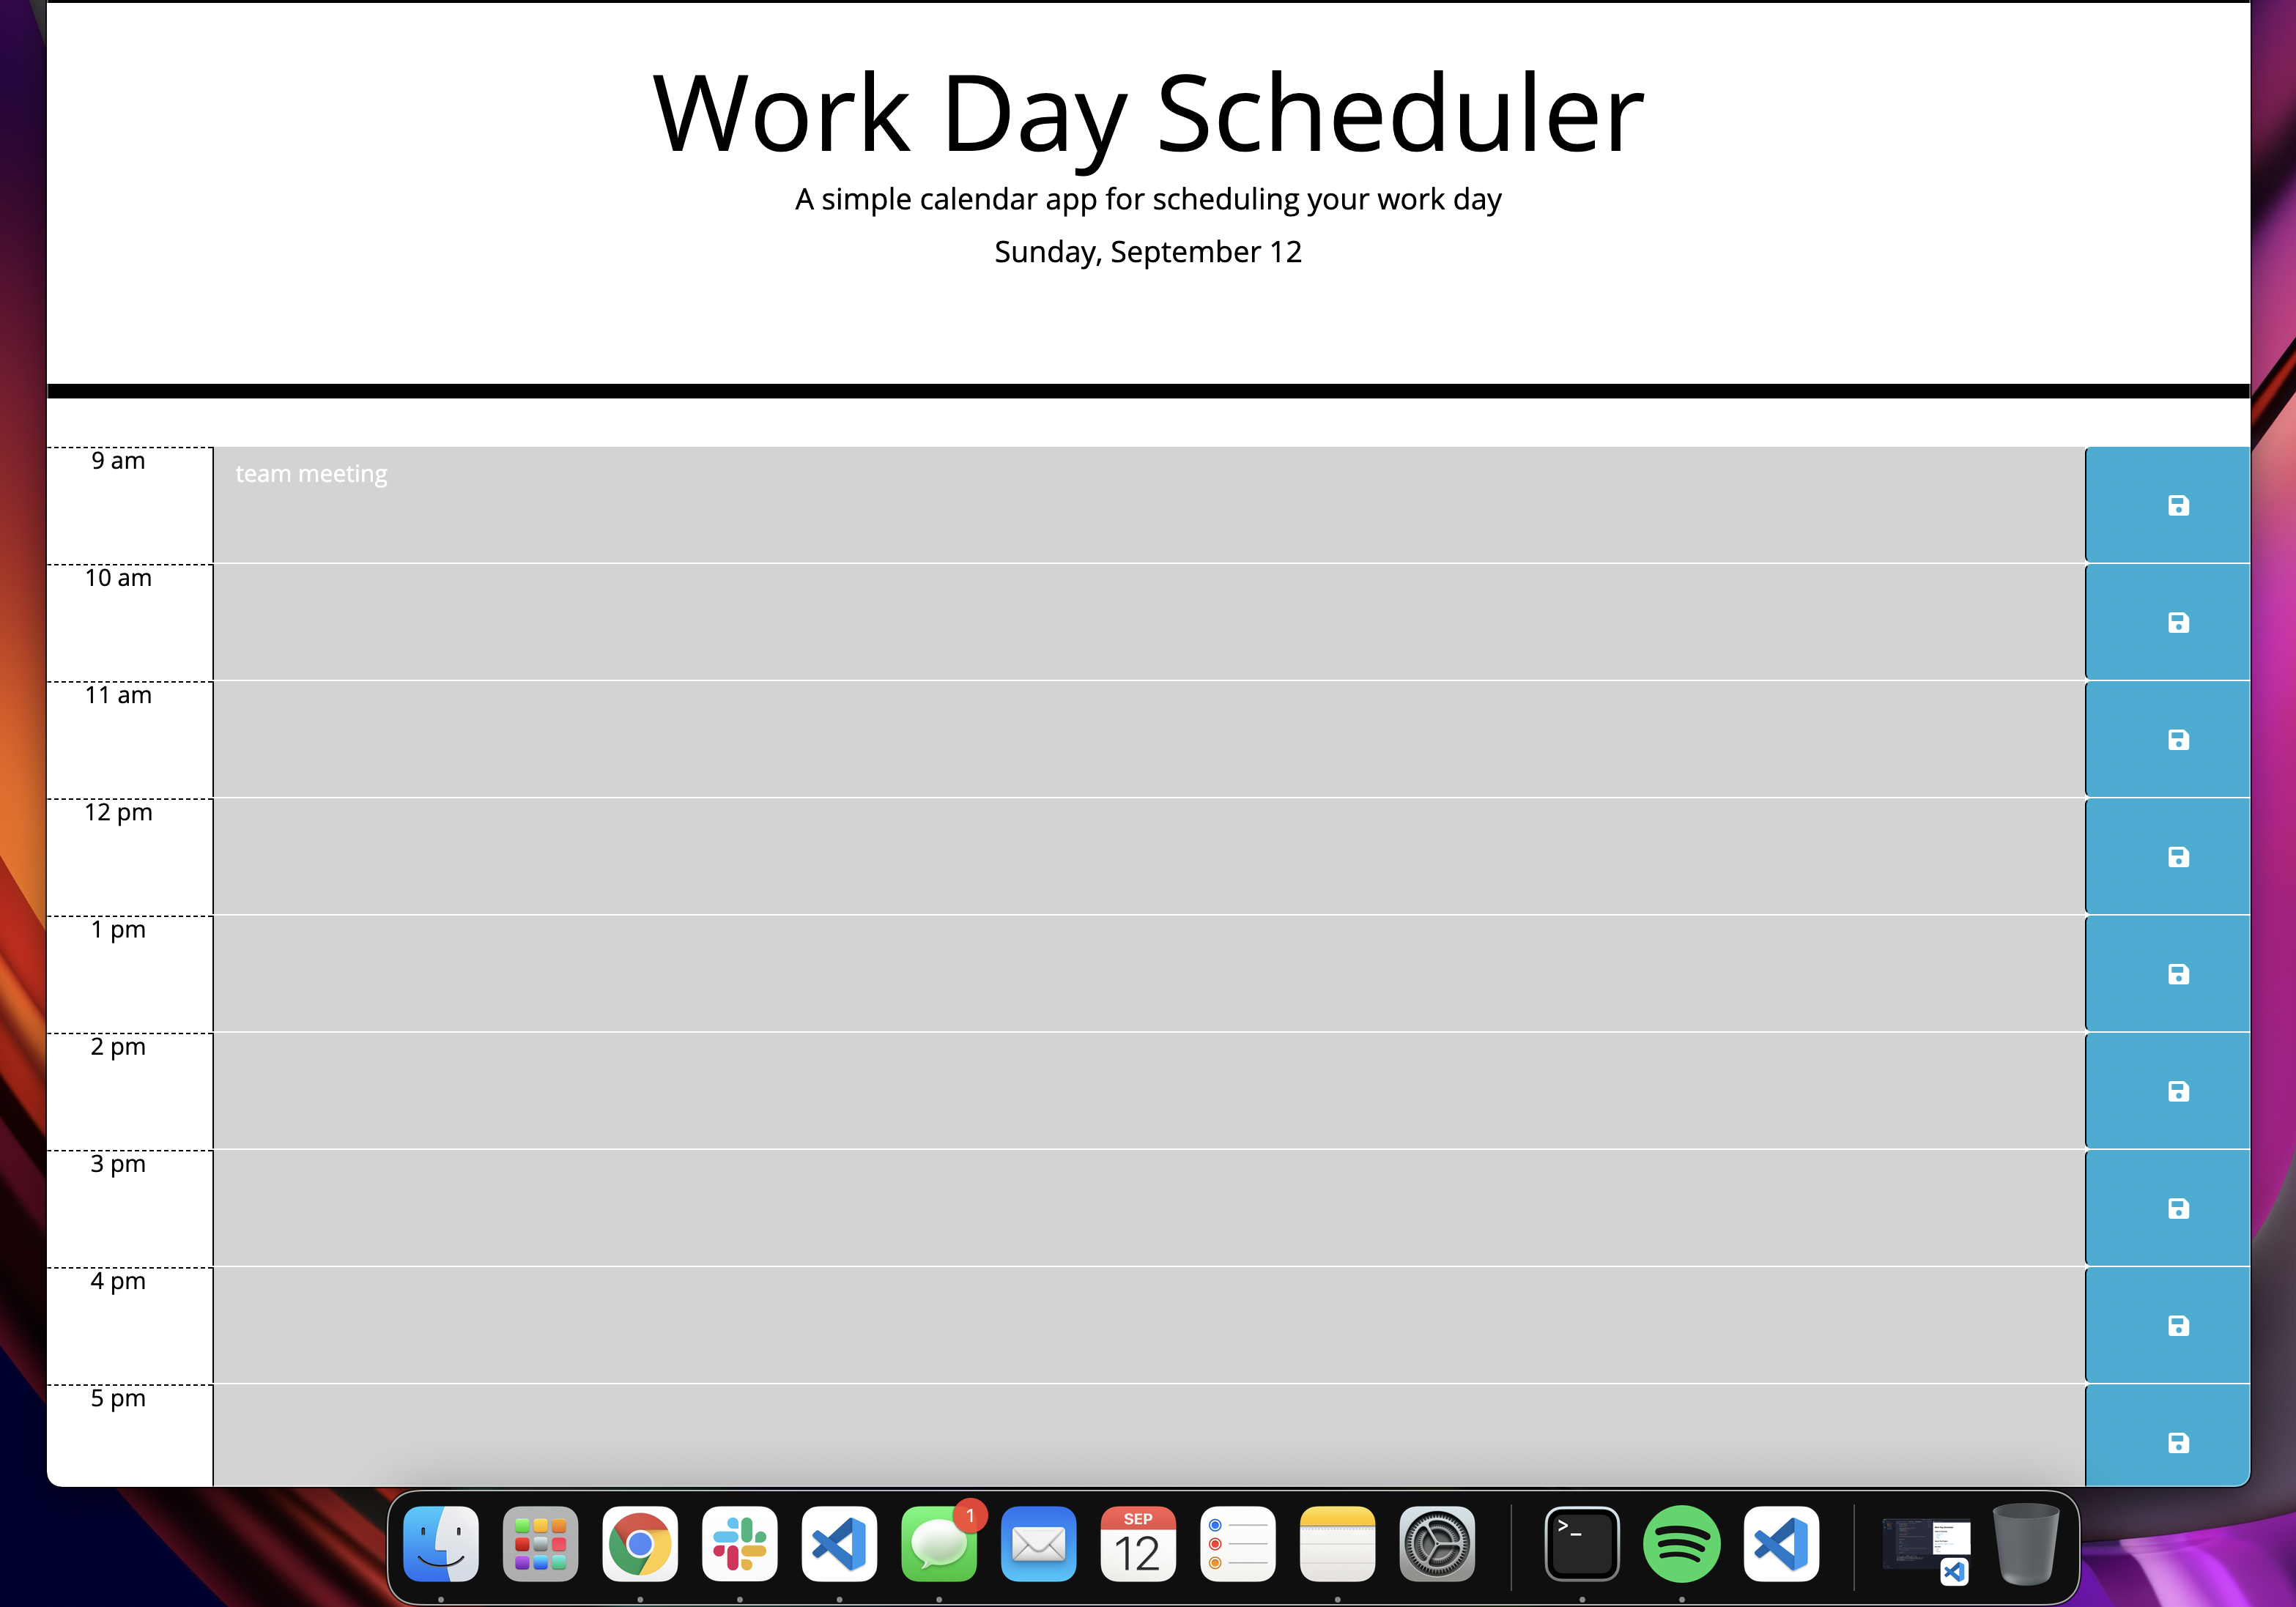 Work Day Scheduler
A simple calendar app for scheduling your work day
Sunday, September 12
9 am
team meeting
10 am
11 am
12 pm
1 pm
2 pm
3 pm
4 pm
5 pm
1
SEP
12
>_